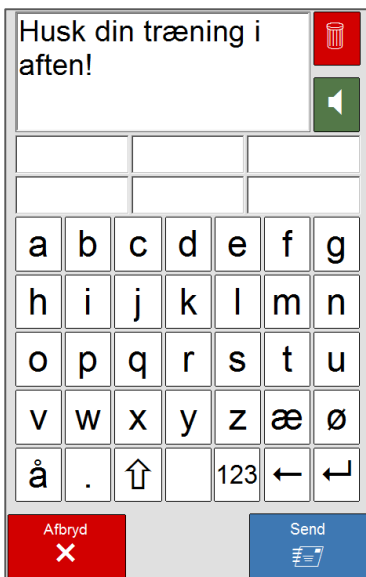 Husk din træning i
aften!
a b c d e f g
h i j k l m n
o p q r s t u
v w x y z æ ø
å . ⇧ 123 ← ↵
Afbryd
✕
Send